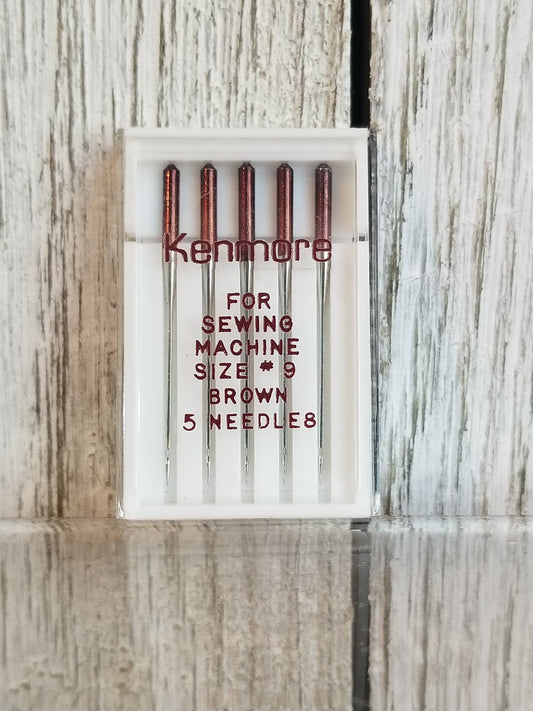 Kenmore
FOR
SEWING
MACHINE
SIZE # 9
BROWN
5 NEEDLES